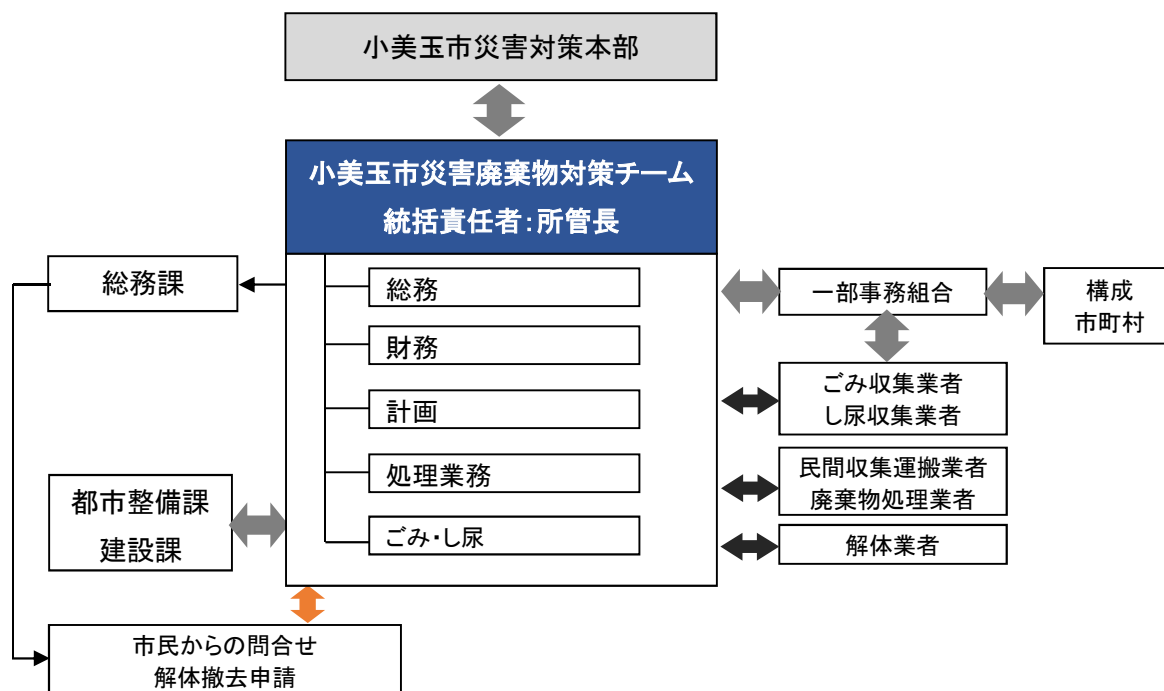 小美玉市災害対策本部
小美玉市災害廃棄物対策チーム
統括責任者：所管長
総務課
総務
財務
計画
処理業務
ごみ・し尿
都市整備課
建設課
市民からの問合せ
解体撤去申請
一部事務組合
構成
市町村
ごみ収集業者
し尿収集業者
民間収集運搬業者
廃棄物処理業者
解体業者